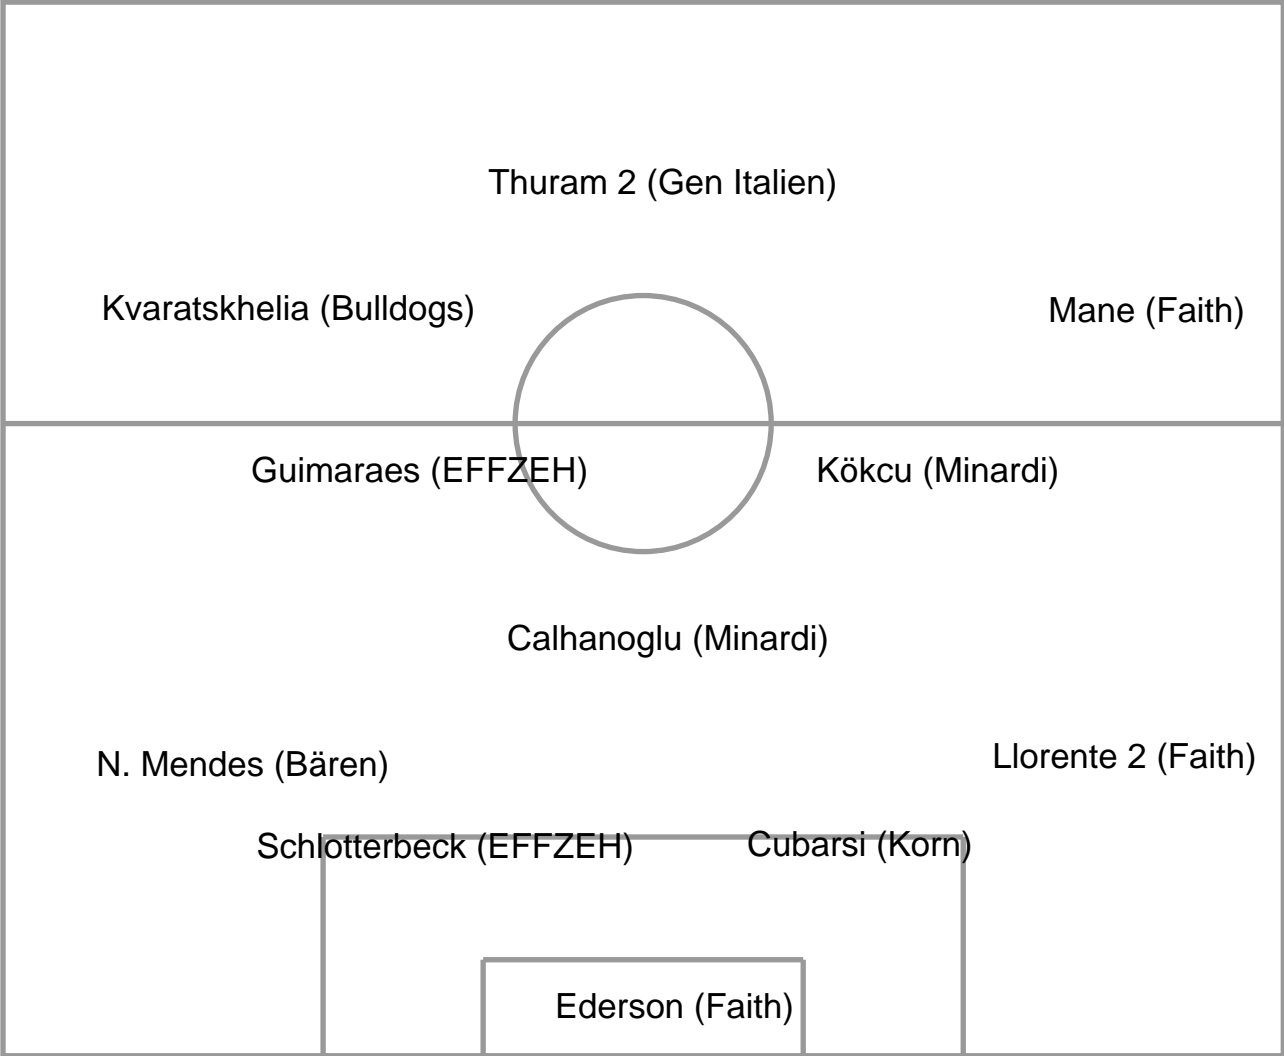 Thuram 2 (Gen Italien)
Kvaratskhelia (Bulldogs)
Mane (Faith)
Guimaraes (EFFZEH)
Kökcu (Minardi)
Calhanoglu (Minardi)
N. Mendes (Bären)
Llorente 2 (Faith)
Schlotterbeck (EFFZEH)
Cubarsi (Korn)
Ederson (Faith)